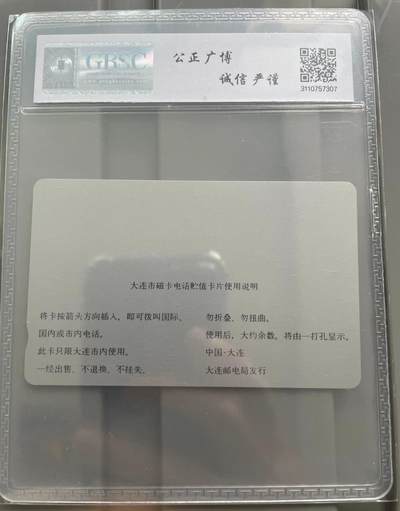 GBSC
公正广博
诚信严谨
3110757307
大连市磁卡电话贮值卡片使用说明
将卡按箭头方向插入，即可拨叫国际、
国内或市内电话。
此卡只限大连市内使用。
一经出售，不退换，不挂失。
勿折叠，勿扭曲。
使用后，大约余数，将由一打孔显示。
中国·大连
大连邮电局发行